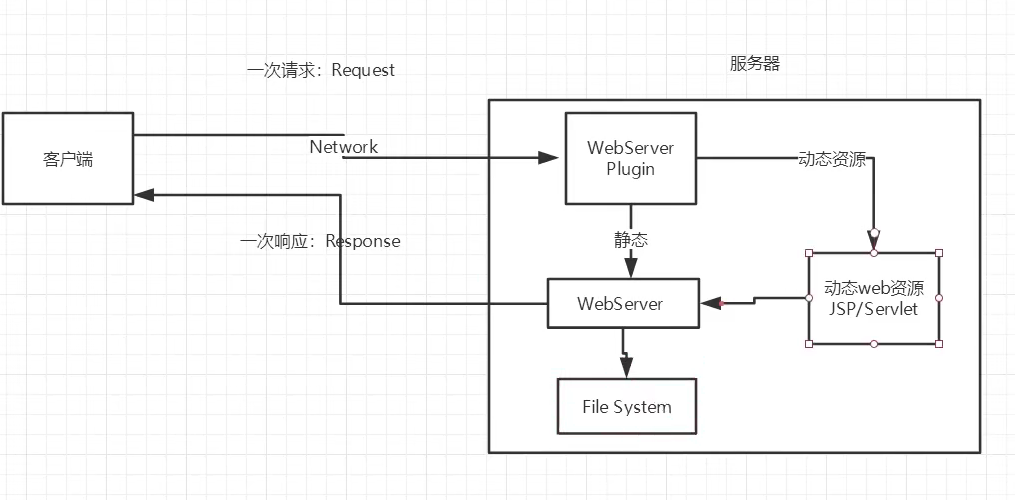 一次请求：Request
服务器
客户端
Network
WebServer
Plugin
动态资源
一次响应：Response
静态
动态web资源
JSP/Servlet
WebServer
File System